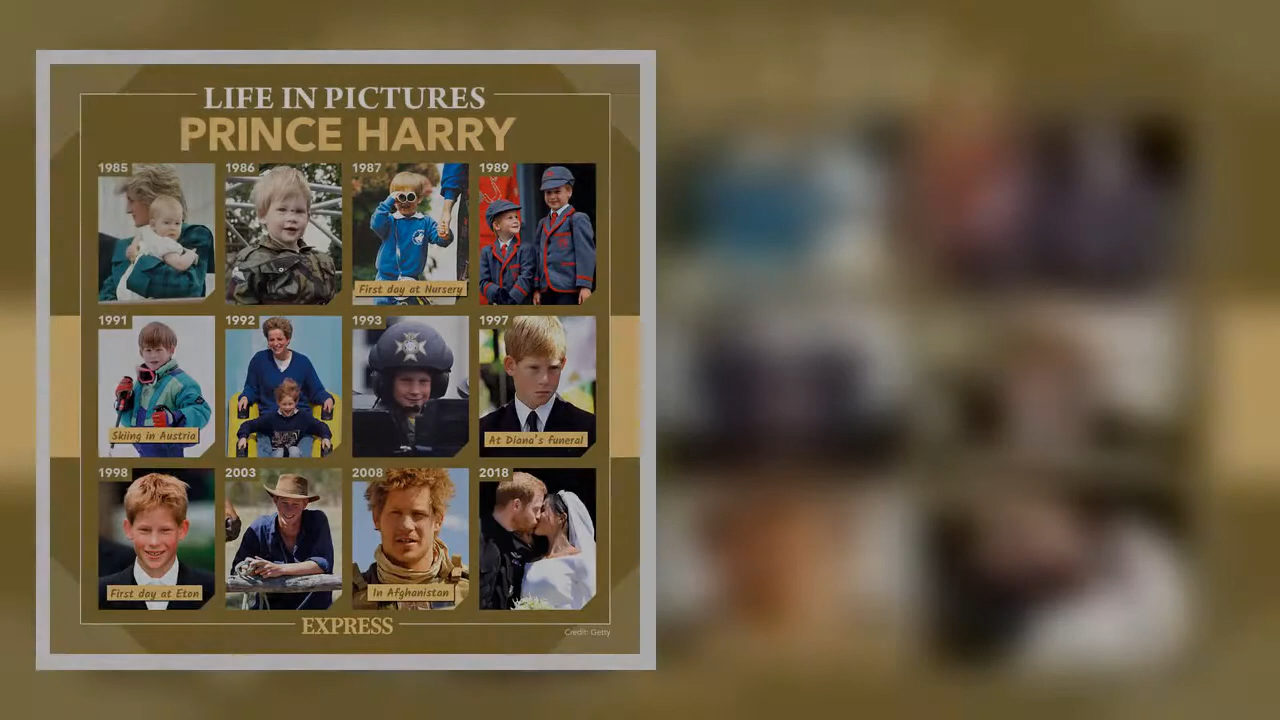 LIFE IN PICTURES
PRINCE HARRY
1985 1986 1987 1989
First day at Nursery
1991 1992 1993 1997
Skiing in Austria
At Diana's funeral
1998 2003 2008 2018
First day at Eton
In Afghanistan
EXPRESS
Credit: Getty